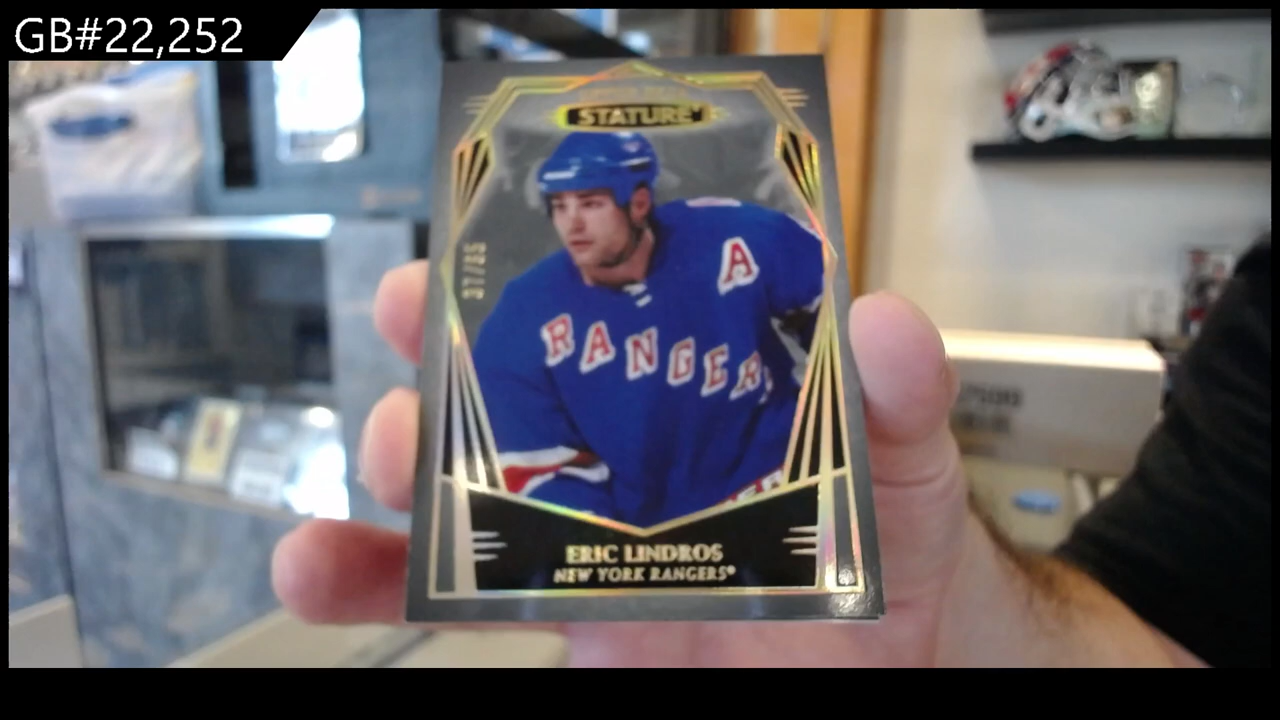 GB#22,252
STATURE
A
RANGERS
ERIC LINDROS
NEW YORK RANGERS®